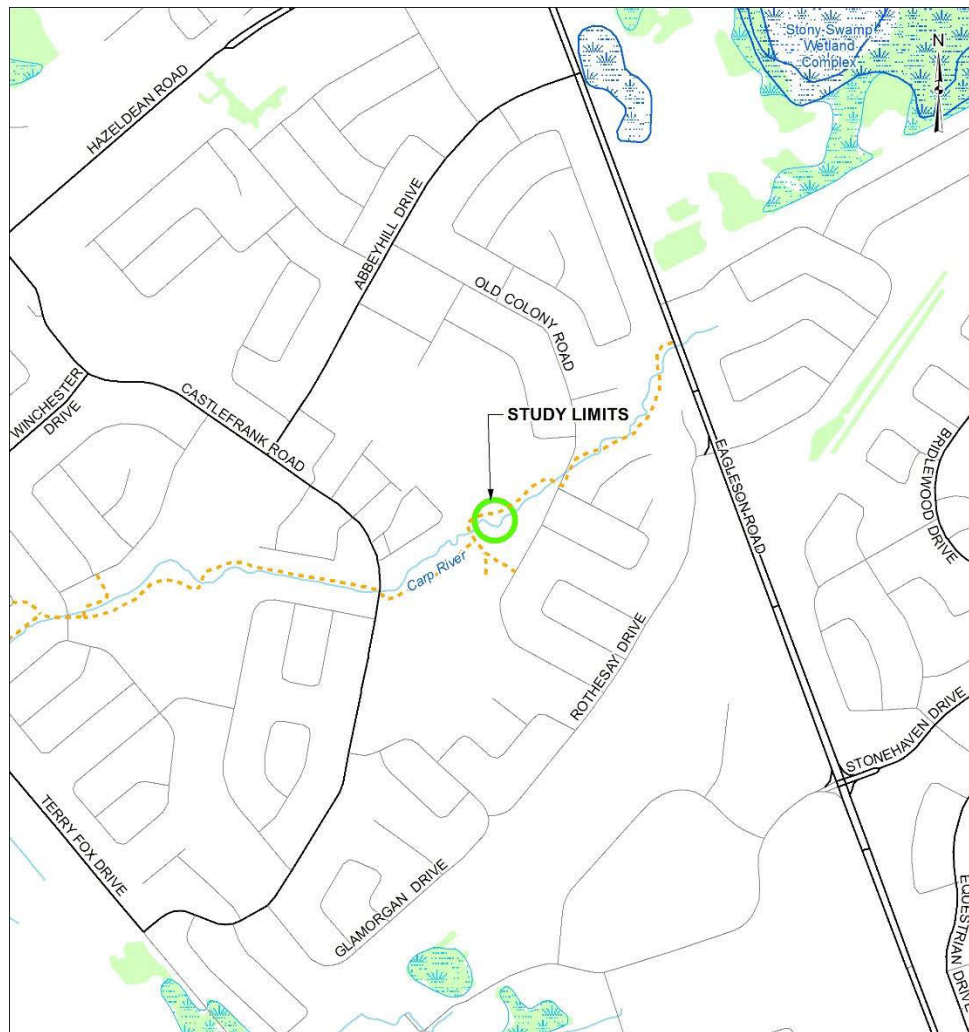 Stony Swamp
Wetland
Complex
N
HAZELDEAN ROAD
ABBEYHILL DRIVE
OLD COLONY ROAD
WINCHESTER
DRIVE
CASTLEFRANK ROAD
STUDY LIMITS
EAGLESON ROAD
BRIDLEWOOD DRIVE
Carp River
ROTHESAY DRIVE
STONEHAVEN DRIVE
TERRY FOX DRIVE
GLAMORGAN DRIVE
EQUESTRIAN DRIVE